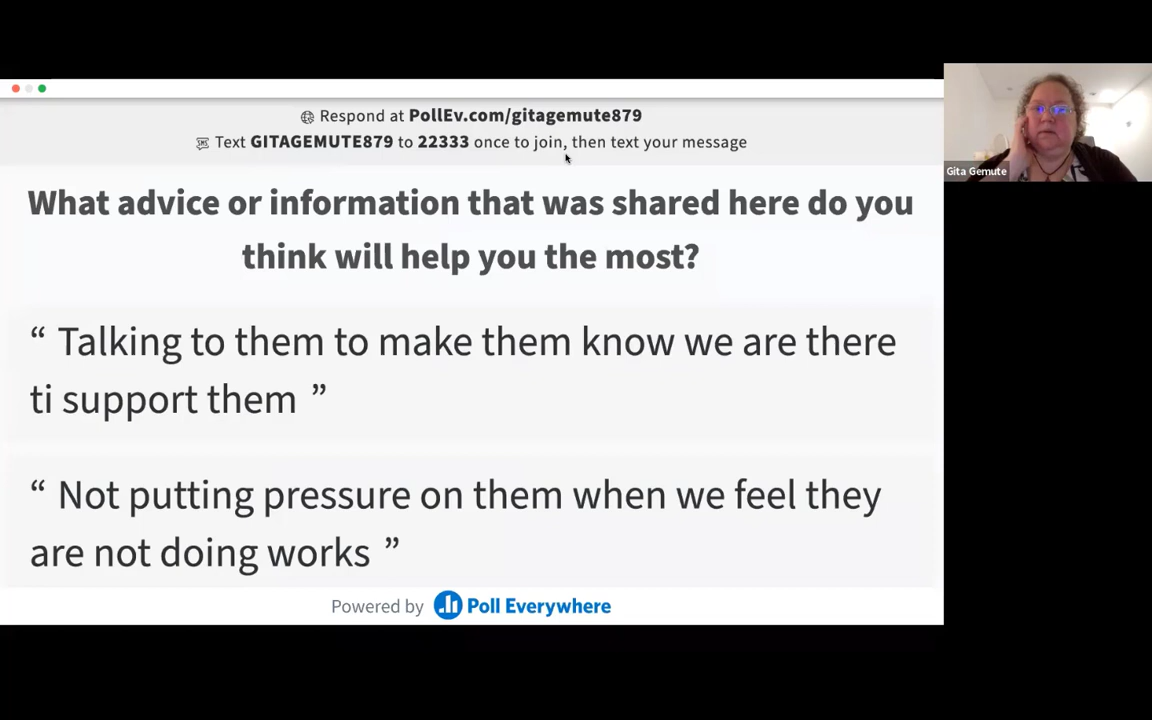 Respond at PollEv.com/gitagemute879
Text GITAGEMUTE879 to 22333 once to join, then text your message
What advice or information that was shared here do you
think will help you the most?
“ Talking to them to make them know we are there
ti support them ”
“ Not putting pressure on them when we feel they
are not doing works ”
Powered by Poll Everywhere
Gita Gemute